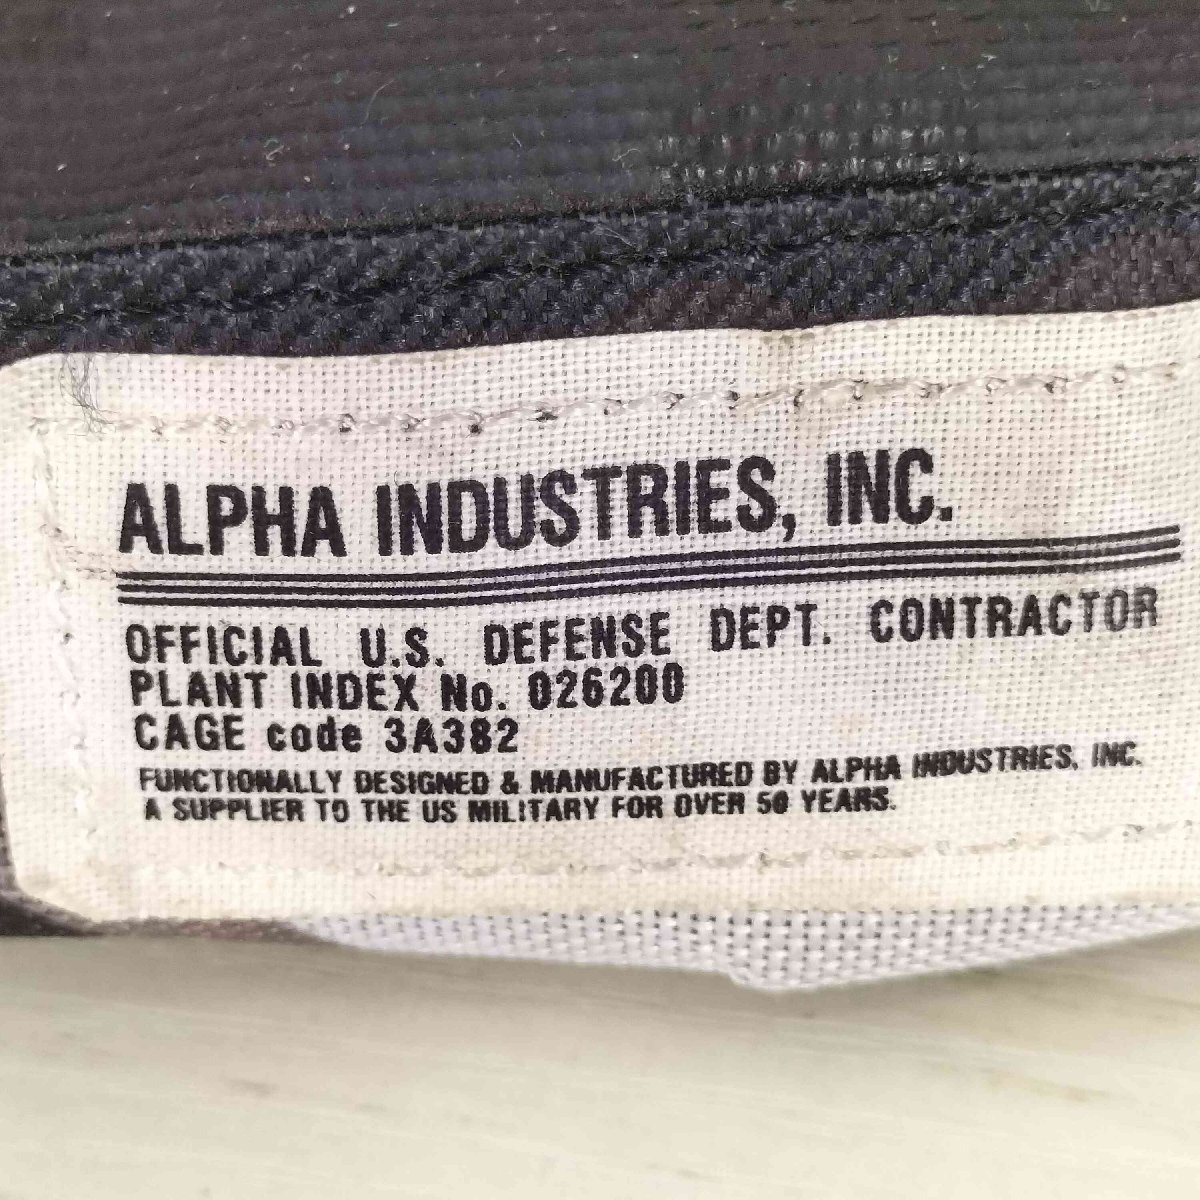 ALPHA INDUSTRIES, INC.
OFFICIAL U.S. DEFENSE DEPT. CONTRACTOR
PLANT INDEX No. 026200
CAGE code 3A382
FUNCTIONALLY DESIGNED & MANUFACTURED BY ALPHA INDUSTRIES, INC.
A SUPPLIER TO THE US MILITARY FOR OVER 50 YEARS.